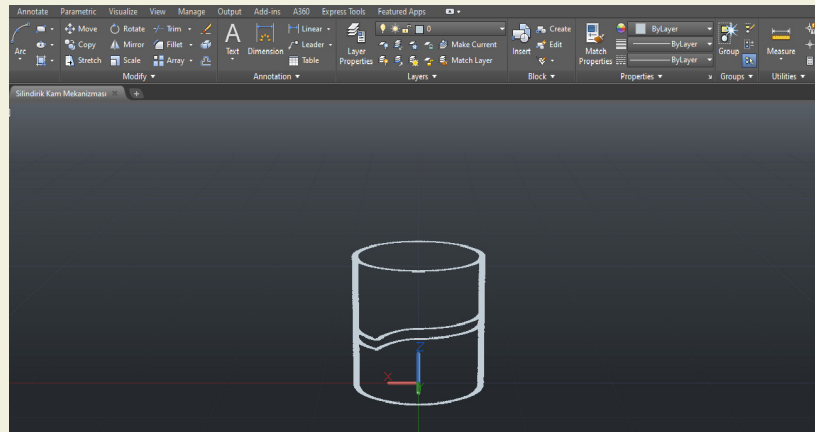 Annotate Parametric Visualize View Manage Output Add-ins A360 Express Tools Featured Apps
Move Rotate Trim Linear 0 Create ByLayer
Arc Copy Mirror Fillet Text Dimension Leader Layer Properties Make Current Insert Edit Match Properties ByLayer Group Measure
Stretch Scale Array Table Match Layer ByLayer
Modify Annotation Layers Block Properties Groups Utilities
Silindirik Kam Mekanizması
X Z